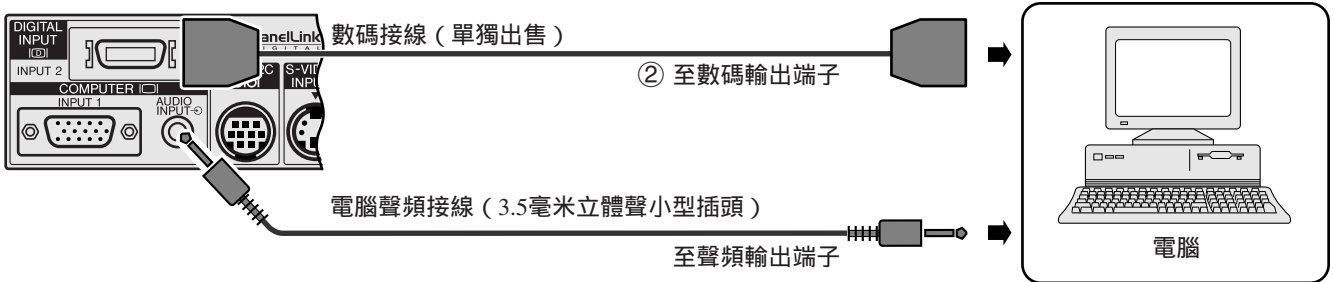 DIGITAL
INPUT
INPUT 2
PanelLink
DIGITAL
數碼接線(單獨出售)
② 至數碼輸出端子
COMPUTER
INPUT 1
AUDIO
INPUT
S-VID
INPU
電腦聲頻接線(3.5毫米立體聲小型插頭)
至聲頻輸出端子
電腦